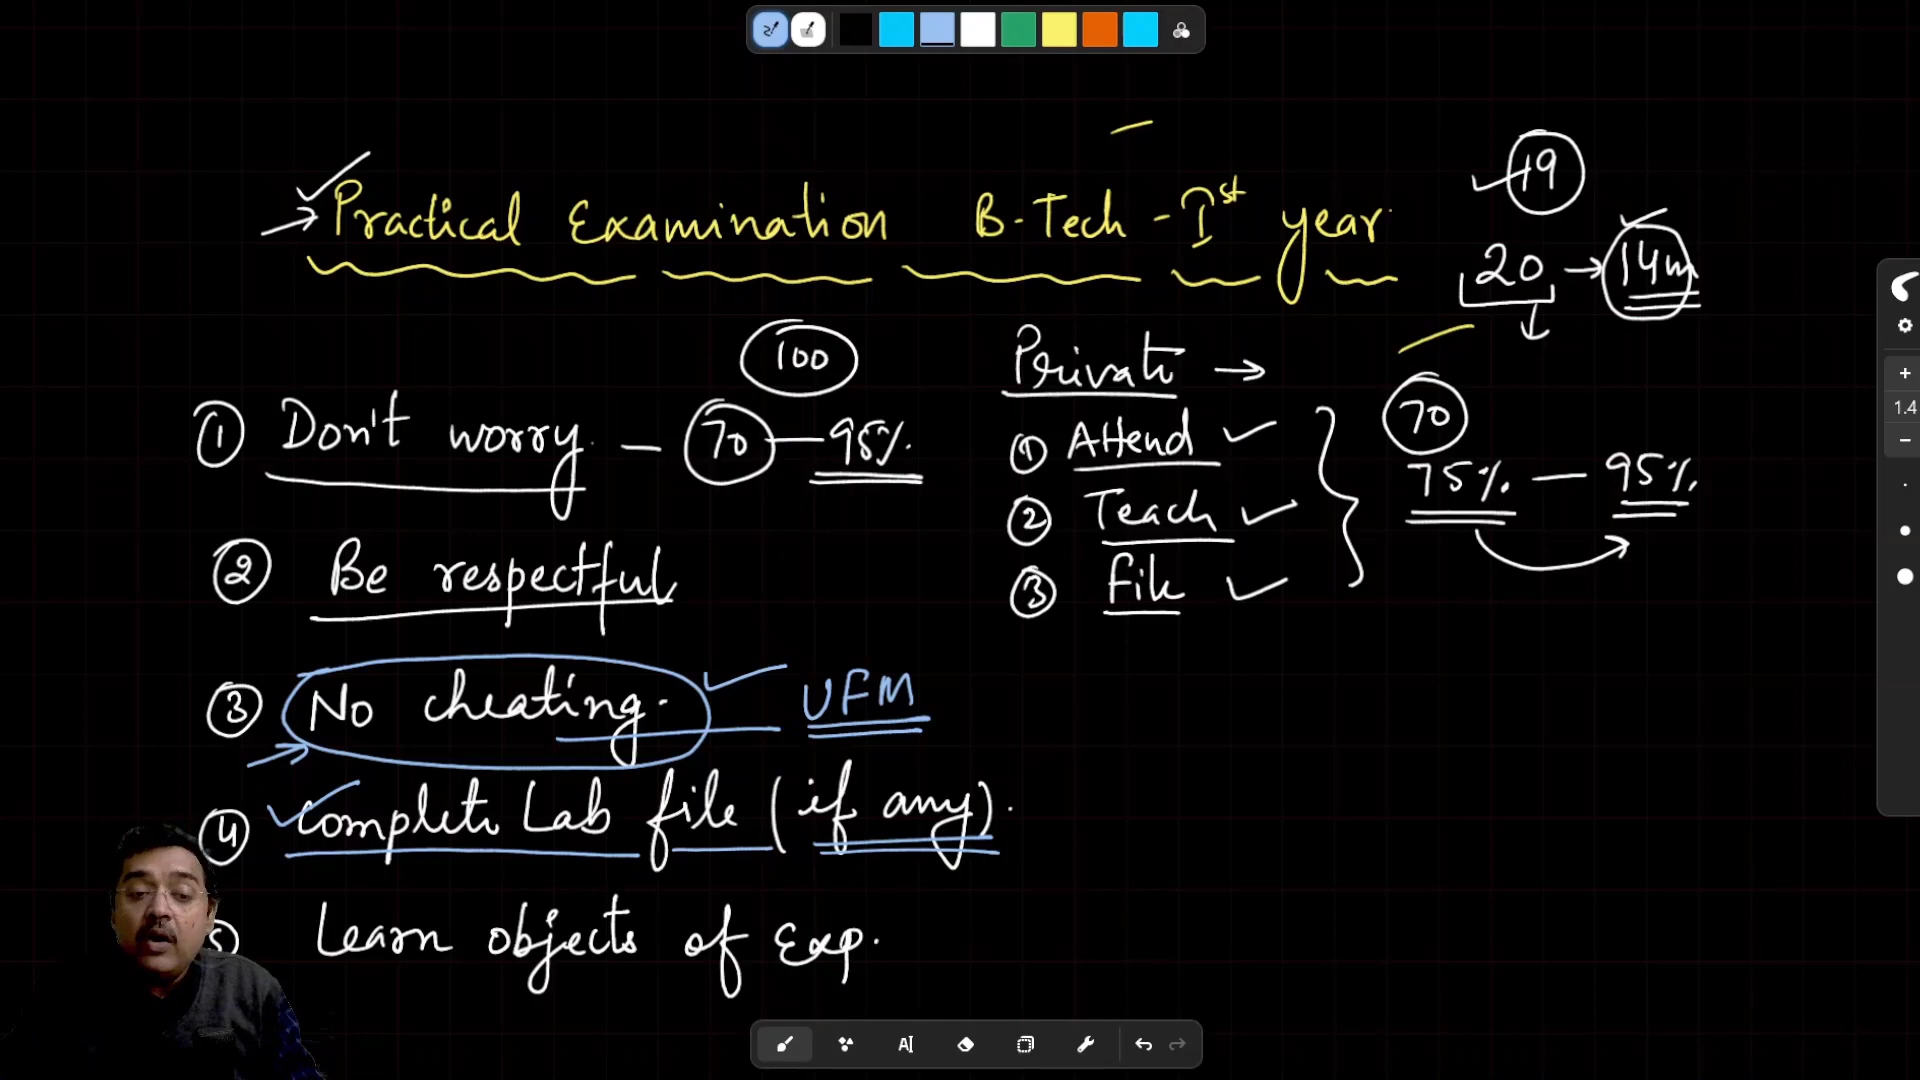 Practical Examination B-Tech - Ist year
19
20 → 14m
100
① Don't worry. — 70 — 95%.
② Be respectful
③ No cheating. UFM
④ Complete Lab file (if any).
5 Learn objects of Exp.
Private →
① Attend
② Teach
③ File
70
75% — 95%
1.4